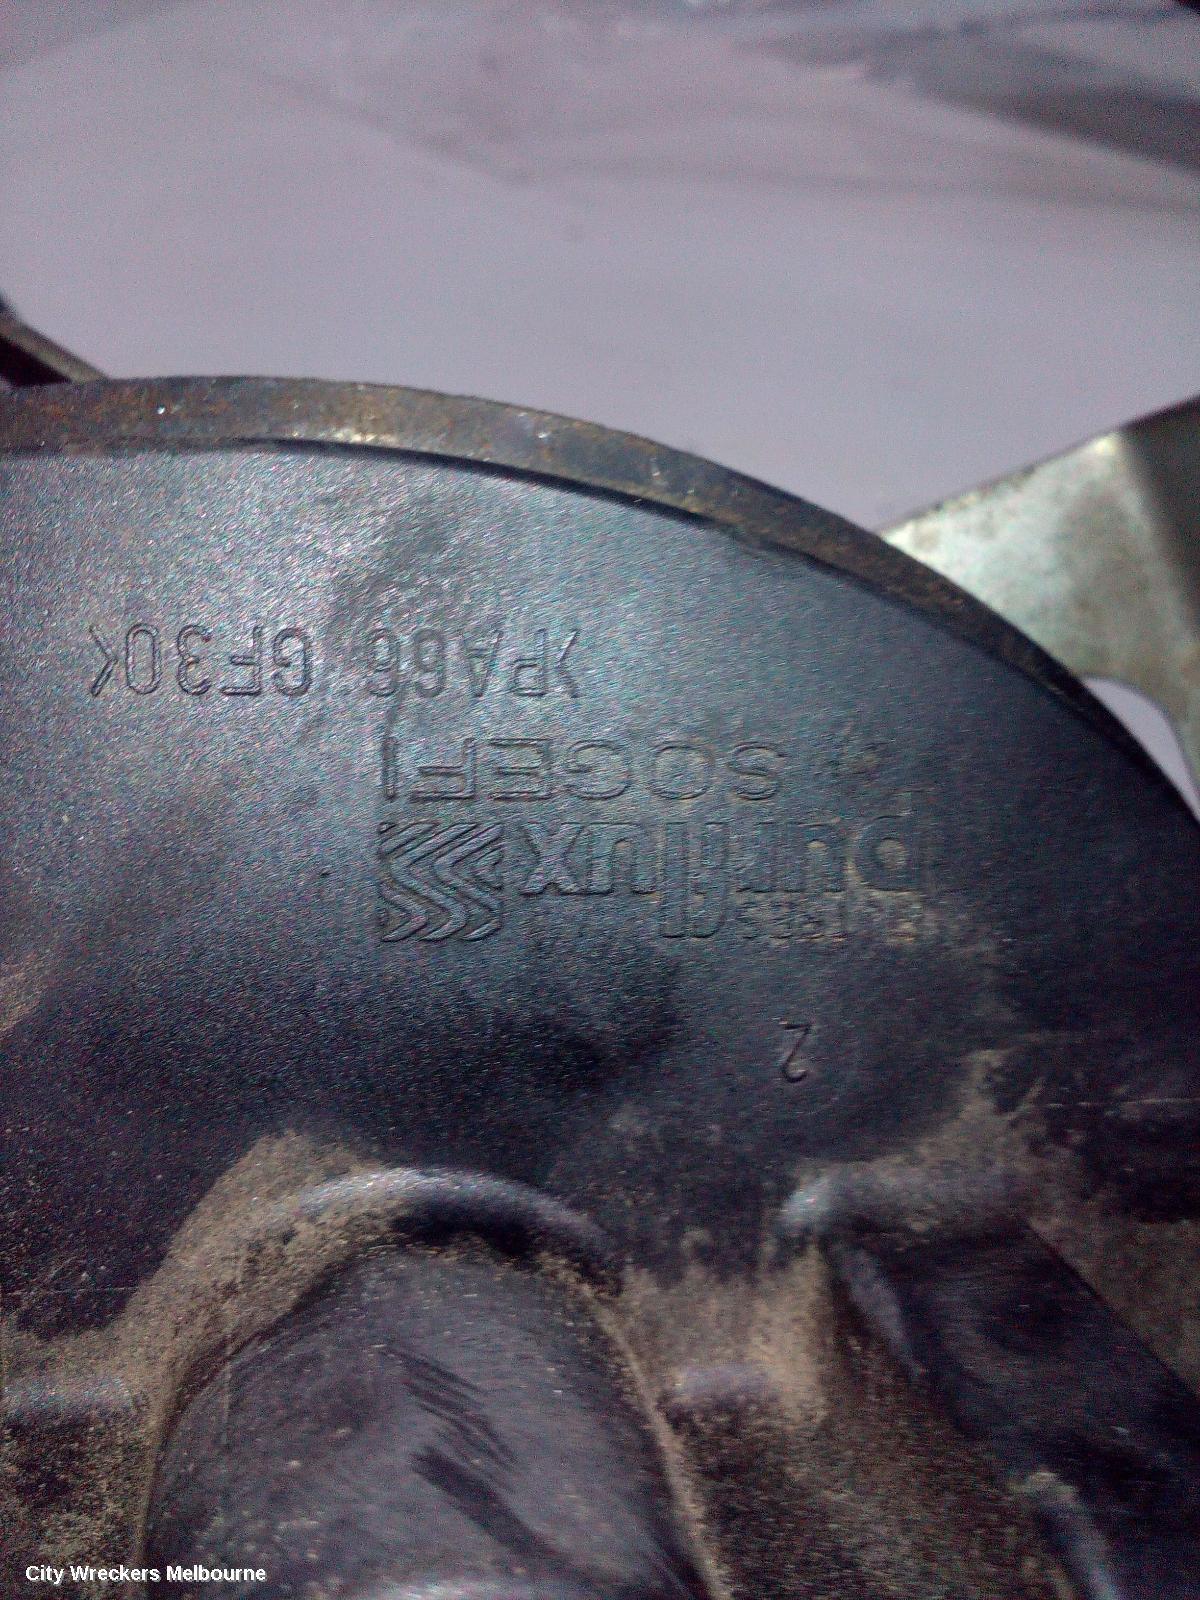 2
Purflux
SOGEFI
>PA66 GF30<
City Wreckers Melbourne